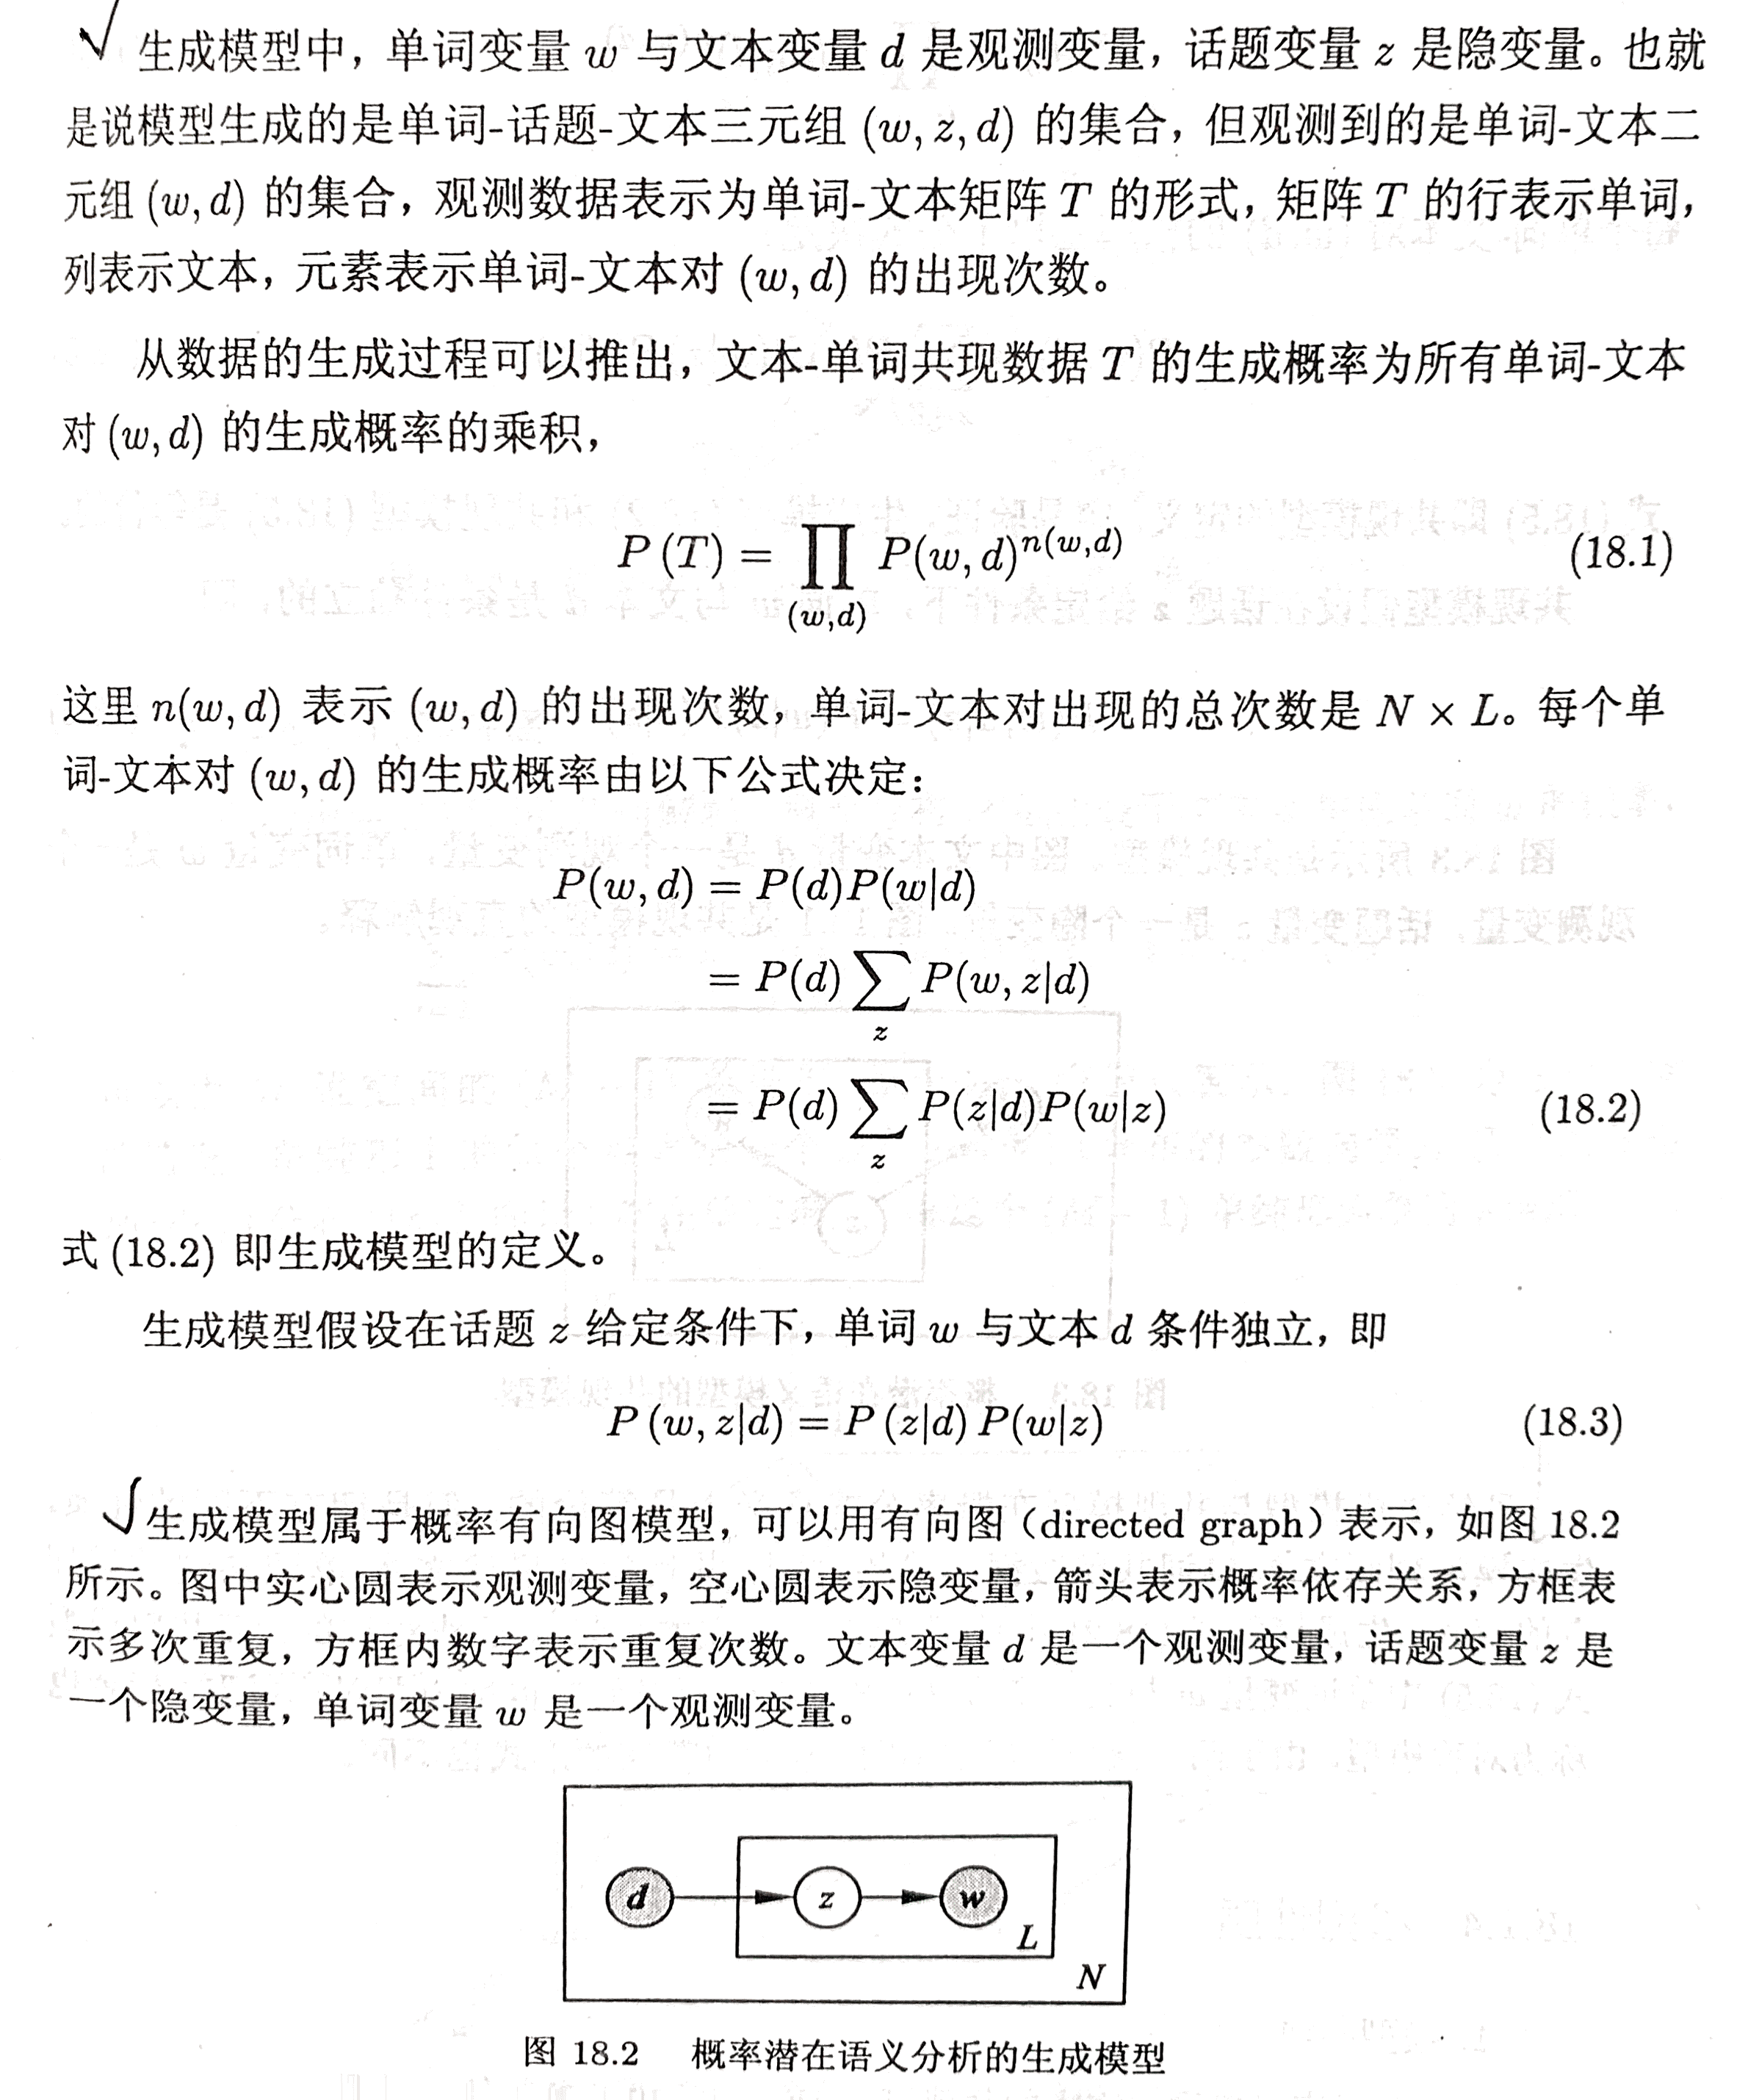 生成模型中，单词变量 w 与文本变量 d 是观测变量，话题变量 z 是隐变量。也就
是说模型生成的是单词-话题-文本三元组 (w, z, d) 的集合，但观测到的是单词-文本二
元组 (w, d) 的集合，观测数据表示为单词-文本矩阵 T 的形式，矩阵 T 的行表示单词，
列表示文本，元素表示单词-文本对 (w, d) 的出现次数。
从数据的生成过程可以推出，文本-单词共现数据 T 的生成概率为所有单词-文本
对 (w, d) 的生成概率的乘积，
P (T) = ∏_{(w,d)} P(w, d)^{n(w,d)} (18.1)
这里 n(w, d) 表示 (w, d) 的出现次数，单词-文本对出现的总次数是 N × L。每个单
词-文本对 (w, d) 的生成概率由以下公式决定：
P(w, d) = P(d)P(w|d)
= P(d) ∑_z P(w, z|d)
= P(d) ∑_z P(z|d)P(w|z) (18.2)
式 (18.2) 即生成模型的定义。
生成模型假设在话题 z 给定条件下，单词 w 与文本 d 条件独立，即
P (w, z|d) = P (z|d) P(w|z) (18.3)
生成模型属于概率有向图模型，可以用有向图（directed graph）表示，如图 18.2
所示。图中实心圆表示观测变量，空心圆表示隐变量，箭头表示概率依存关系，方框表
示多次重复，方框内数字表示重复次数。文本变量 d 是一个观测变量，话题变量 z 是
一个隐变量，单词变量 w 是一个观测变量。
d z w
L
N
图 18.2 概率潜在语义分析的生成模型